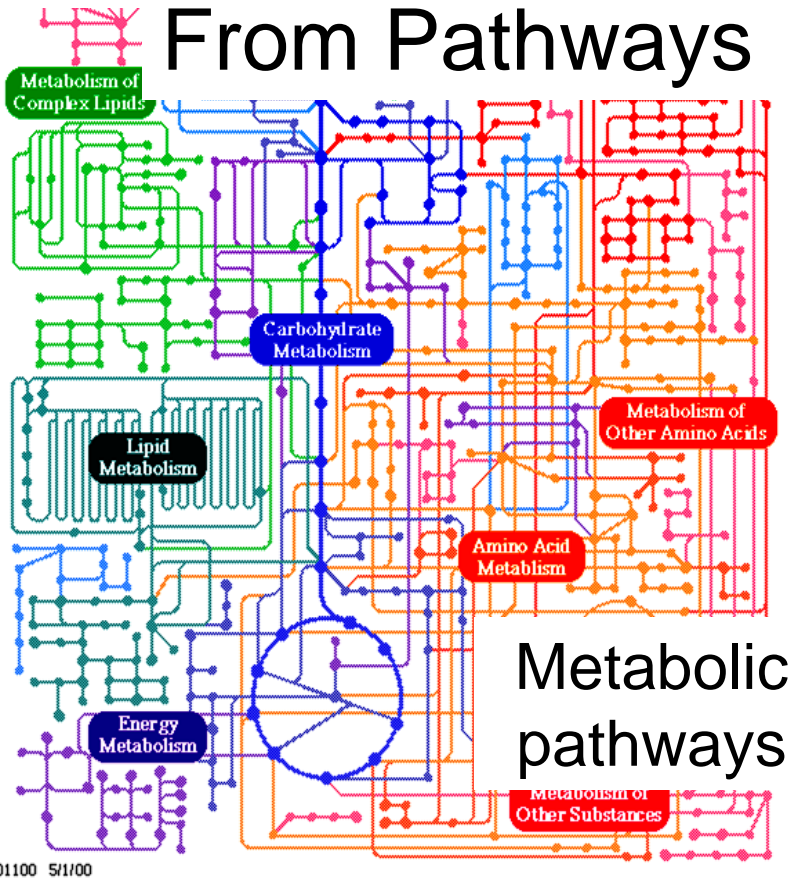 From Pathways
Metabolism of
Complex Lipids
Carbohydrate
Metabolism
Metabolism of
Other Amino Acids
Lipid
Metabolism
Amino Acid
Metablism
Metabolic
pathways
Energy
Metabolism
Metabolism of
Other Substances
01100 5/1/00